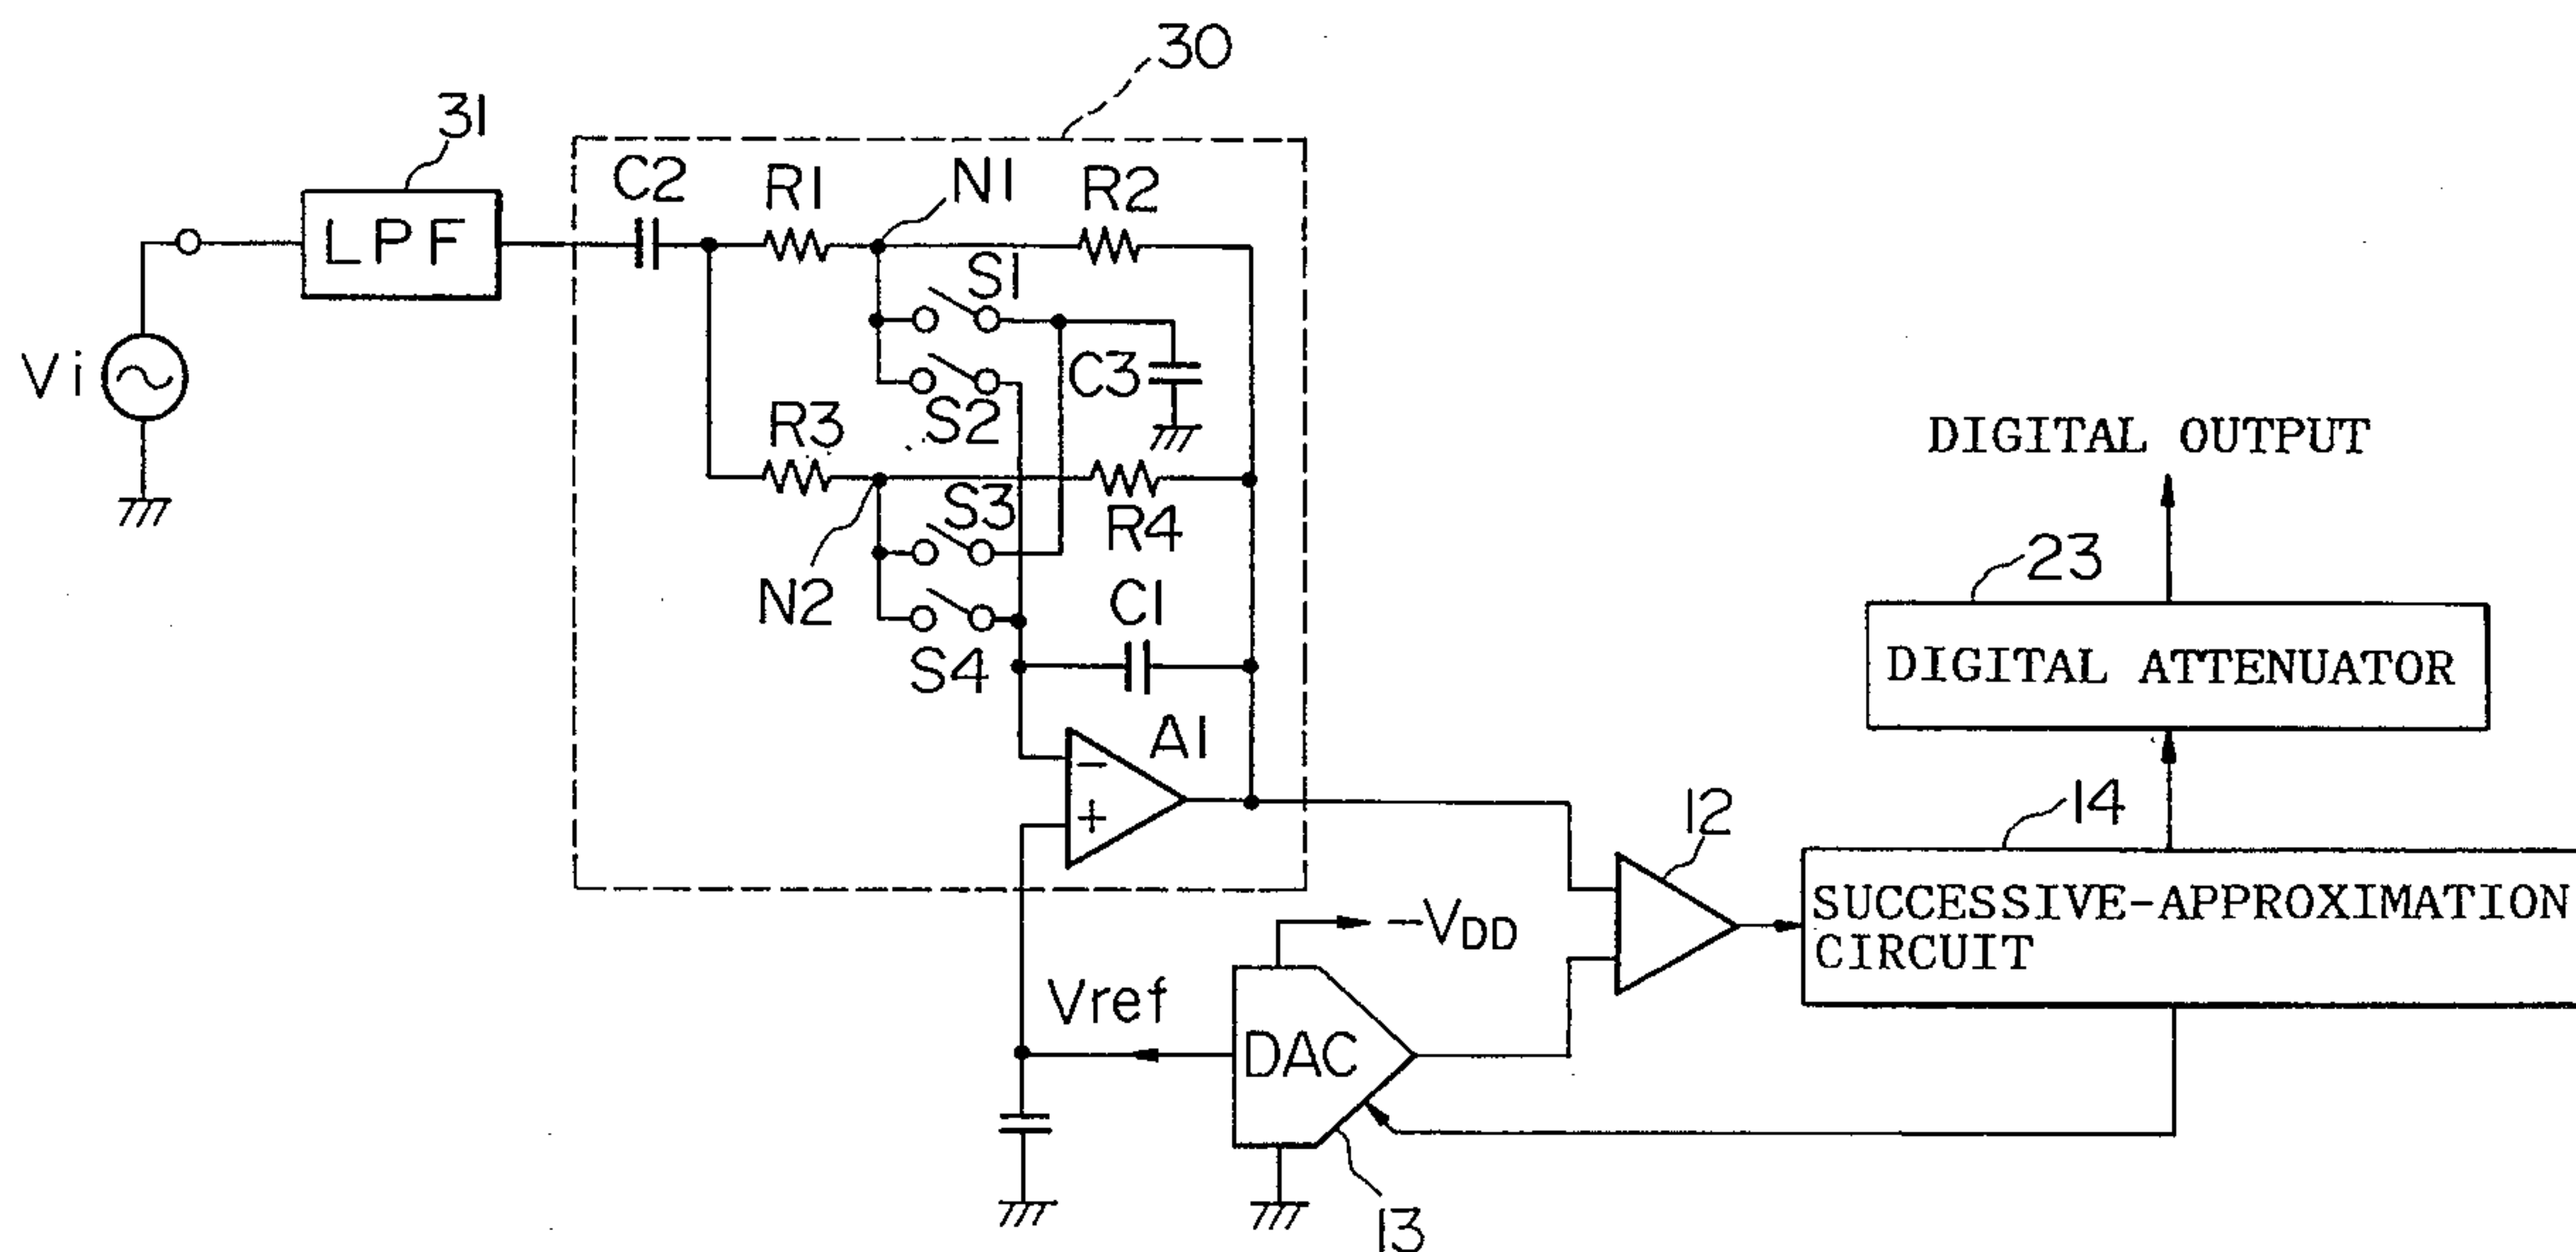 30
31
C2
R1
N1
R2
LPF
S1
Vi
C3
S2
R3
DIGITAL OUTPUT
S3
R4
23
N2
C1
S4
DIGITAL ATTENUATOR
A1
−
+
12
14
SUCCESSIVE-APPROXIMATION
CIRCUIT
−VDD
Vref
DAC
13